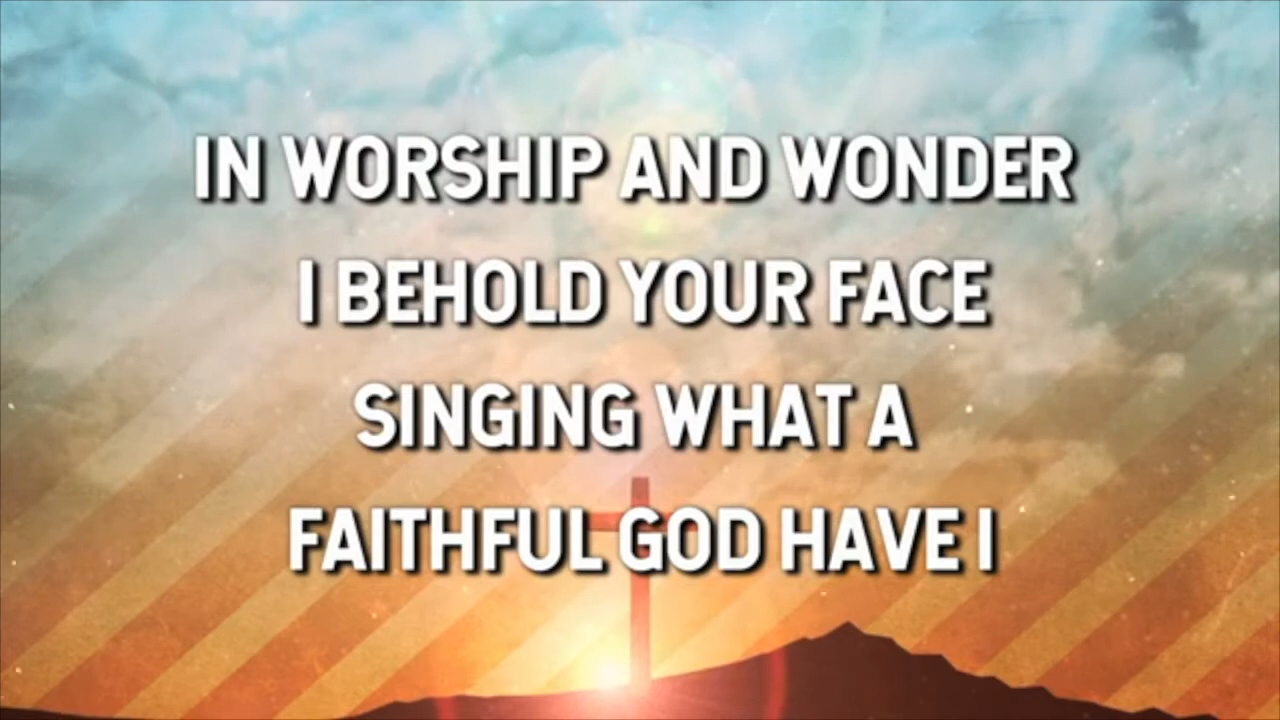 IN WORSHIP AND WONDER
I BEHOLD YOUR FACE
SINGING WHAT A
FAITHFUL GOD HAVE I